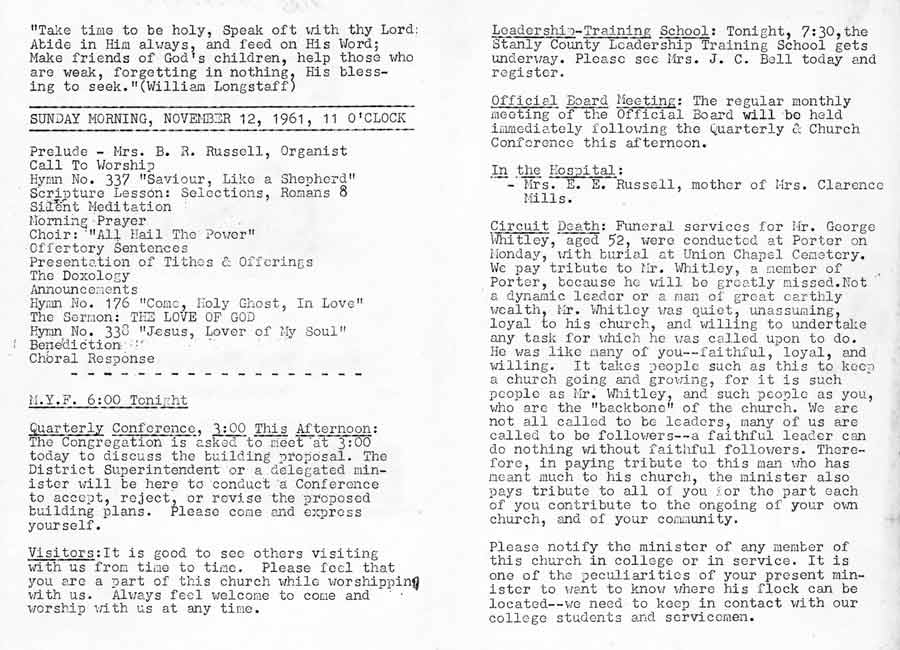 "Take time to be holy, Speak oft with thy Lord:
Abide in Him always, and feed on His Word;
Make friends of God's children, help those who
are weak, forgetting in nothing, His bless-
ing to seek."(William Longstaff)
SUNDAY MORNING, NOVEMBER 12, 1961, 11 O'CLOCK
Prelude - Mrs. B. R. Russell, Organist
Call To Worship
Hymn No. 337 "Saviour, Like a Shepherd"
Scripture Lesson: Selections, Romans 8
Silent Meditation
Morning Prayer
Choir: "All Hail The Power"
Offertory Sentences
Presentation of Tithes & Offerings
The Doxology
Announcements
Hymn No. 176 "Come, Holy Ghost, In Love"
The Sermon: THE LOVE OF GOD
Hymn No. 338 "Jesus, Lover of My Soul"
Benediction
Choral Response
M.Y.F. 6:00 Tonight
Quarterly Conference, 3:00 This Afternoon:
The Congregation is asked to meet at 3:00
today to discuss the building proposal. The
District Superintendent or a delegated min-
ister will be here to conduct a Conference
to accept, reject, or revise the proposed
building plans. Please come and express
yourself.
Visitors:It is good to see others visiting
with us from time to time. Please feel that
you are a part of this church while worshipping
with us. Always feel welcome to come and
worship with us at any time.
Leadership-Training School: Tonight, 7:30,the
Stanly County Leadership Training School gets
underway. Please see Mrs. J. C. Bell today and
register.
Official Board Meeting: The regular monthly
meeting of the Official Board will be held
immediately following the Quarterly & Church
Conference this afternoon.
In the Hospital:
- Mrs. E. E. Russell, mother of Mrs. Clarence
Mills.
Circuit Death: Funeral services for Mr. George
Whitley, aged 52, were conducted at Porter on
Monday, with burial at Union Chapel Cemetery.
We pay tribute to Mr. Whitley, a member of
Porter, because he will be greatly missed.Not
a dynamic leader or a man of great earthly
wealth, Mr. Whitley was quiet, unassuming,
loyal to his church, and willing to undertake
any task for which he was called upon to do.
He was like many of you--faithful, loyal, and
willing. It takes people such as this to keep
a church going and growing, for it is such
people as Mr. Whitley, and such people as you,
who are the "backbone" of the church. We are
not all called to be leaders, many of us are
called to be followers--a faithful leader can
do nothing without faithful followers. There-
fore, in paying tribute to this man who has
meant much to his church, the minister also
pays tribute to all of you for the part each
of you contribute to the ongoing of your own
church, and of your community.
Please notify the minister of any member of
this church in college or in service. It is
one of the peculiarities of your present min-
ister to want to know where his flock can be
located--we need to keep in contact with our
college students and servicemen.